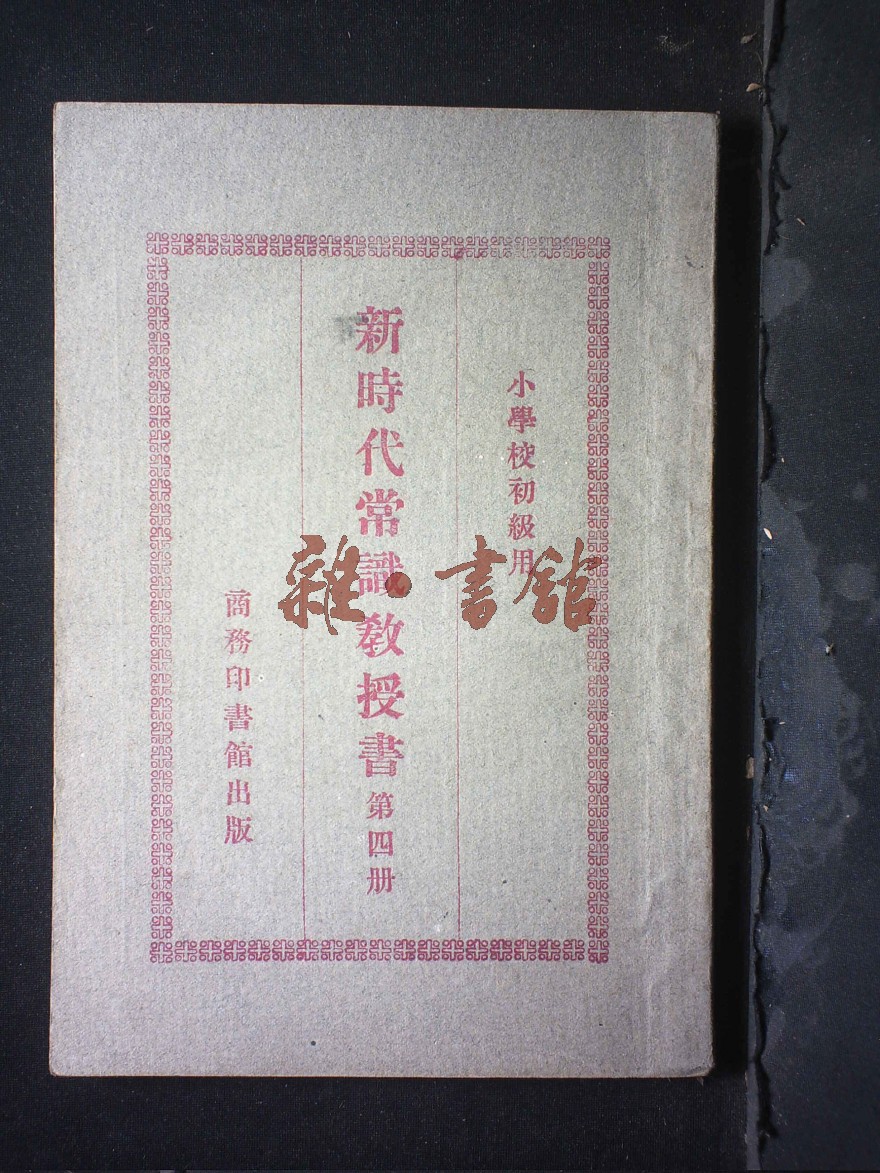 小學校初級用
新時代常識教授書第四册
商務印書館出版
雜·書館